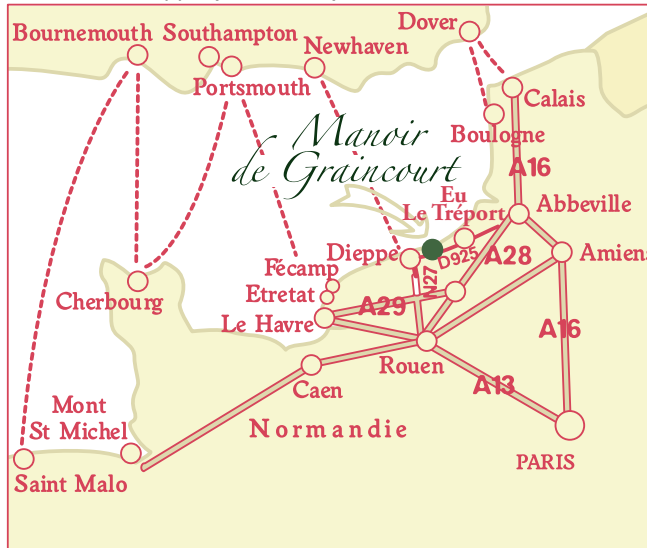 Dover
Bournemouth
Southampton
Newhaven
Portsmouth
Calais
Boulogne
Manoir
de Graincourt
A16
Eu
Le Tréport
Abbeville
Dieppe
D925
A28
Amiens
Fécamp
N27
Etretat
Cherbourg
A29
Le Havre
A16
Rouen
Caen
A13
Mont
St Michel
Normandie
PARIS
Saint Malo